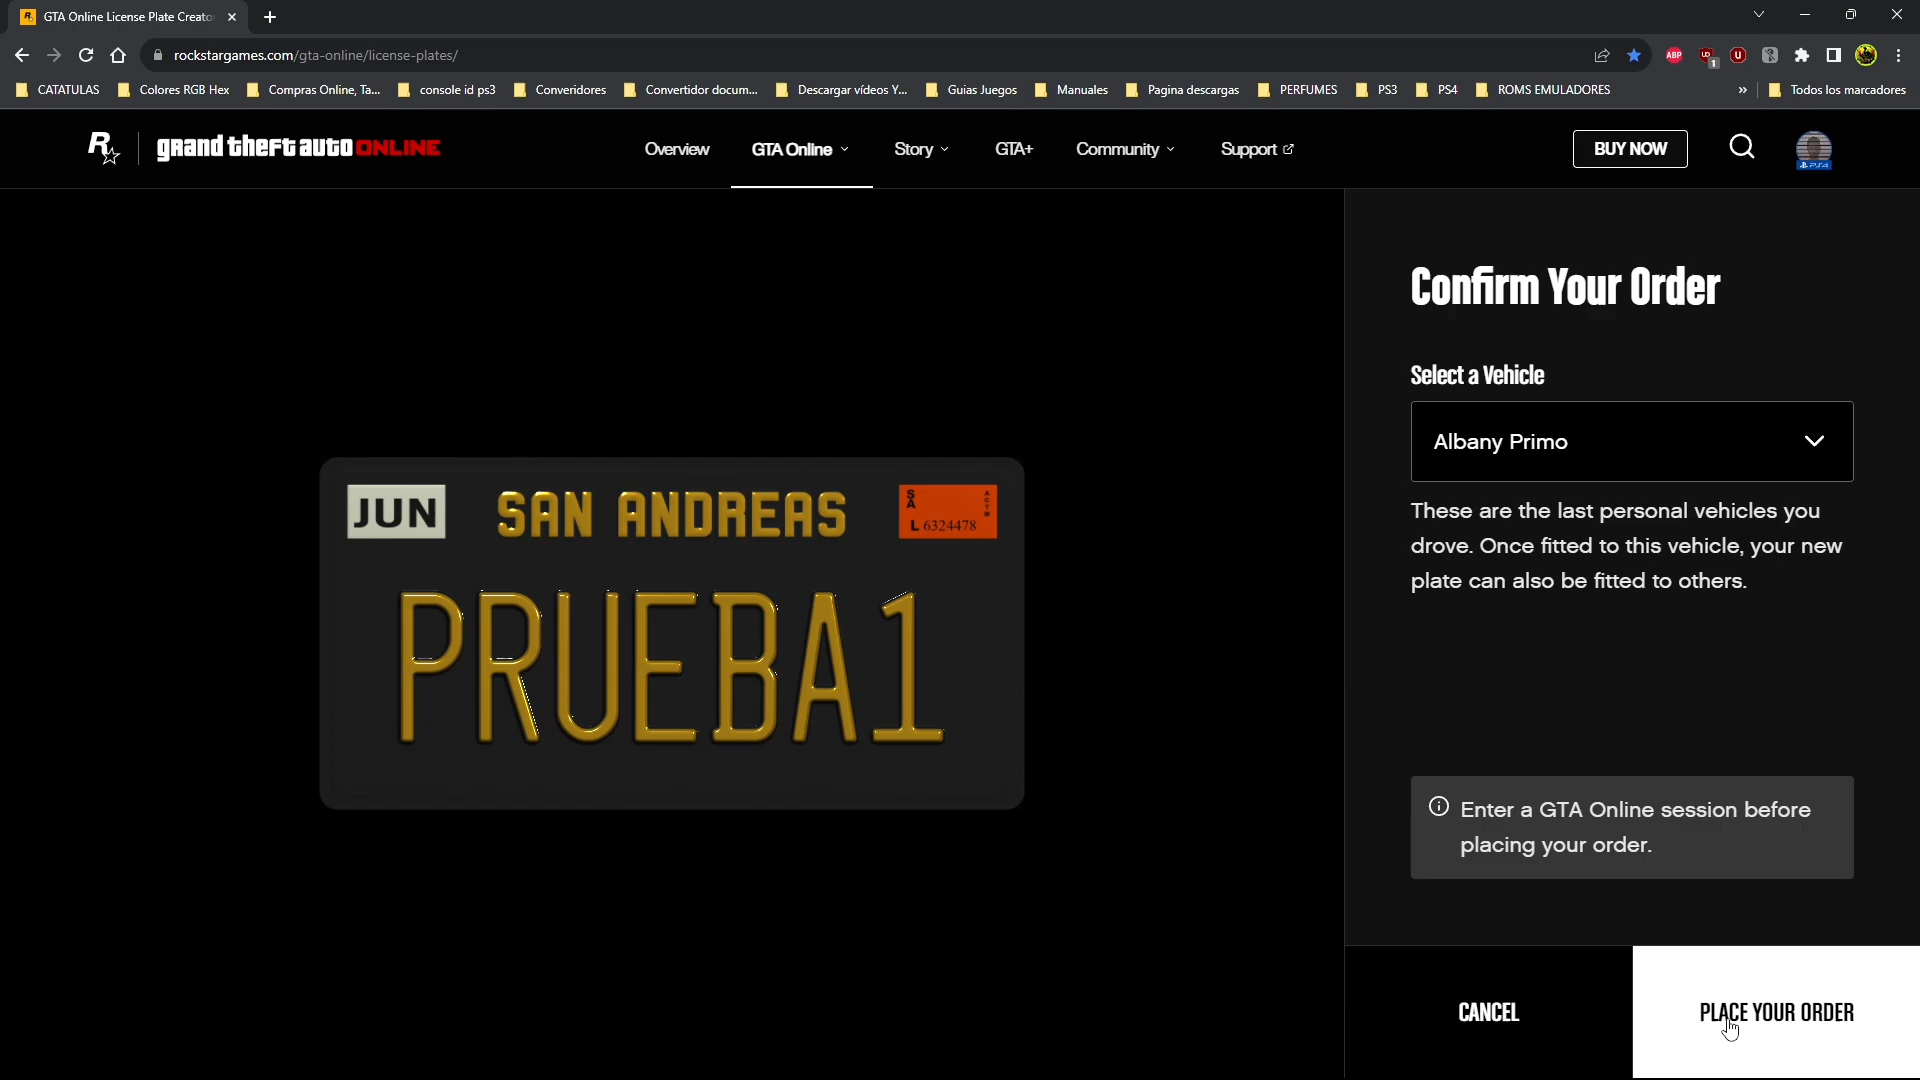 GTA Online License Plate Creato
rockstargames.com/gta-online/license-plates/
ABP
1
CATATULAS
Colores RGB Hex
Compras Online, Ta...
console id ps3
Converidores
Convertidor docum...
Descargar vídeos Y...
Guias Juegos
Manuales
Pagina descargas
PERFUMES
PS3
PS4
ROMS EMULADORES
»
Todos los marcadores
R
grand theft auto ONLINE
Overview
GTA Online
Story
GTA+
Community
Support
BUY NOW
PS4
JUN
SAN ANDREAS
SA
L 6324478
ACTM
PRUEBA1
Confirm Your Order
Select a Vehicle
Albany Primo
These are the last personal vehicles you
drove. Once fitted to this vehicle, your new
plate can also be fitted to others.
Enter a GTA Online session before
placing your order.
CANCEL
PLACE YOUR ORDER